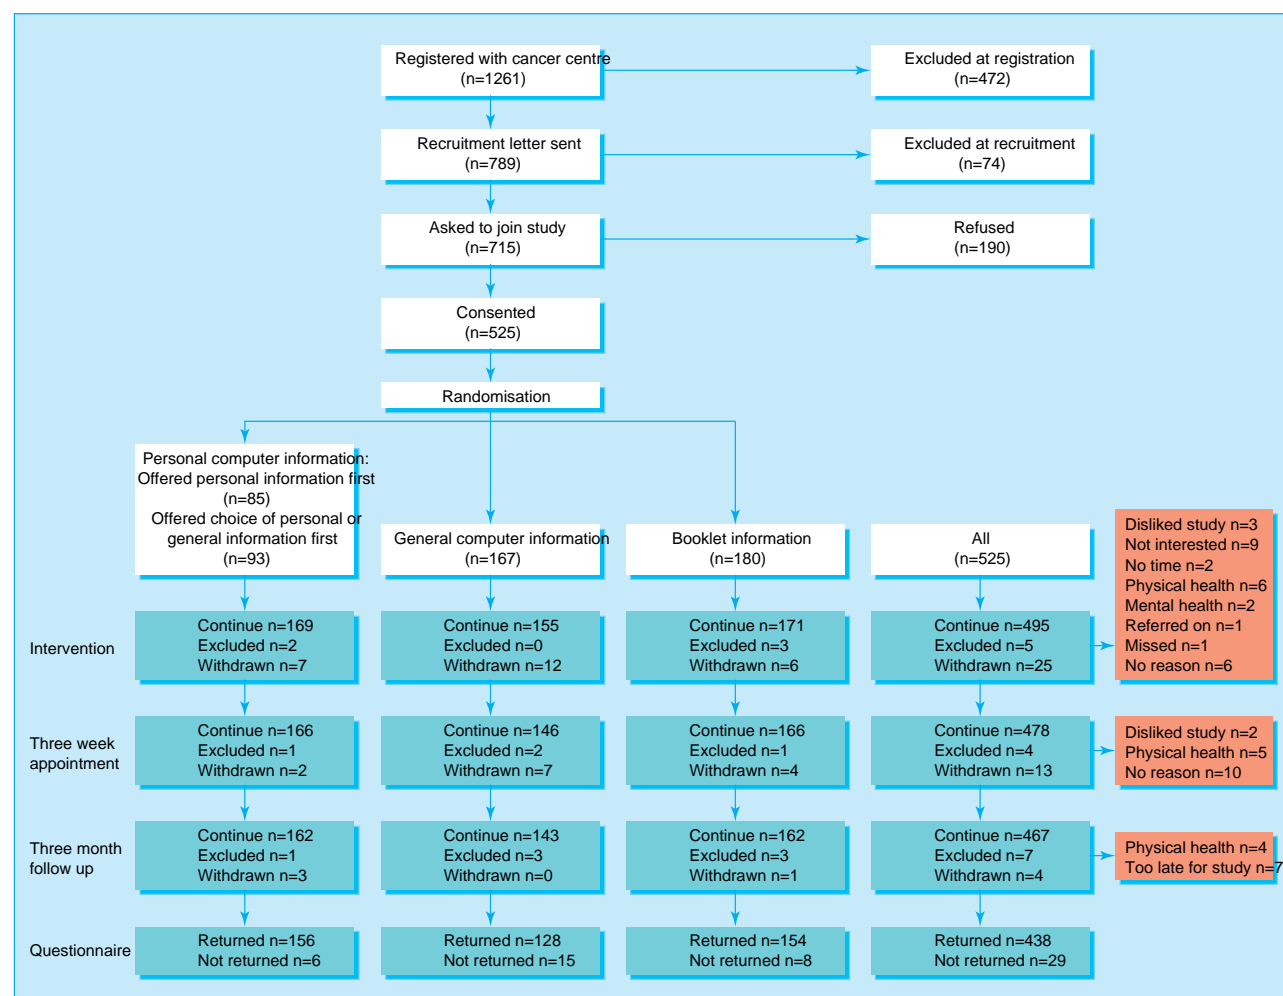 Registered with cancer centre
(n=1261)
Excluded at registration
(n=472)
Recruitment letter sent
(n=789)
Excluded at recruitment
(n=74)
Asked to join study
(n=715)
Refused
(n=190)
Consented
(n=525)
Randomisation
Personal computer information:
Offered personal information first
(n=85)
Offered choice of personal or
general information first
(n=93)
General computer information
(n=167)
Booklet information
(n=180)
All
(n=525)
Disliked study n=3
Not interested n=9
No time n=2
Physical health n=6
Mental health n=2
Referred on n=1
Missed n=1
No reason n=6
Intervention
Continue n=169
Excluded n=2
Withdrawn n=7
Continue n=155
Excluded n=0
Withdrawn n=12
Continue n=171
Excluded n=3
Withdrawn n=6
Continue n=495
Excluded n=5
Withdrawn n=25
Three week
appointment
Continue n=166
Excluded n=1
Withdrawn n=2
Continue n=146
Excluded n=2
Withdrawn n=7
Continue n=166
Excluded n=1
Withdrawn n=4
Continue n=478
Excluded n=4
Withdrawn n=13
Disliked study n=2
Physical health n=5
No reason n=10
Three month
follow up
Continue n=162
Excluded n=1
Withdrawn n=3
Continue n=143
Excluded n=3
Withdrawn n=0
Continue n=162
Excluded n=3
Withdrawn n=1
Continue n=467
Excluded n=7
Withdrawn n=4
Physical health n=4
Too late for study n=7
Questionnaire
Returned n=156
Not returned n=6
Returned n=128
Not returned n=15
Returned n=154
Not returned n=8
Returned n=438
Not returned n=29